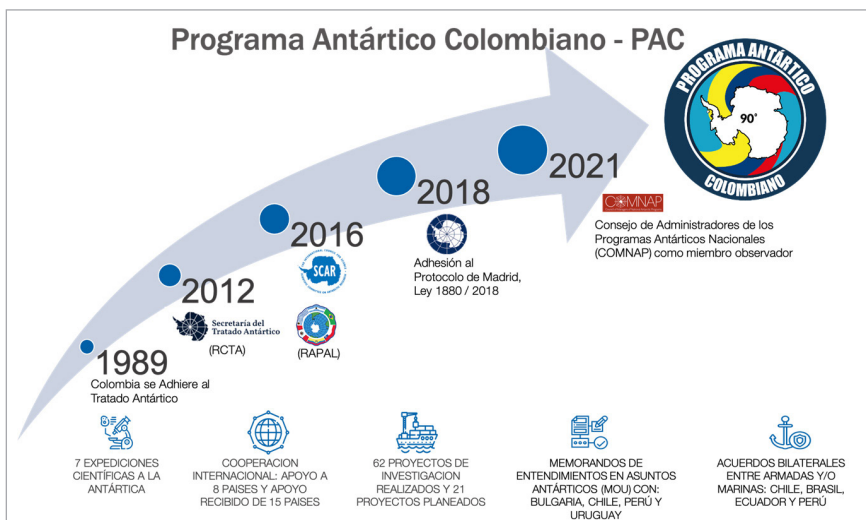 Programa Antártico Colombiano - PAC
PROGRAMA ANTÁRTICO
90°
COLOMBIANO
2021
COMNAP
Consejo de Administradores de los
Programas Antárticos Nacionales
(COMNAP) como miembro observador
2018
Adhesión al
Protocolo de Madrid,
Ley 1880 / 2018
2016
SCAR
(RAPAL)
2012
Secretaría del
Tratado Antártico
(RCTA)
1989
Colombia se Adhiere al
Tratado Antártico
7 EXPEDICIONES
CIENTÍFICAS A LA
ANTÁRTICA
COOPERACION
INTERNACIONAL: APOYO A
8 PAISES Y APOYO
RECIBIDO DE 15 PAISES
62 PROYECTOS DE
INVESTIGACION
REALIZADOS Y 21
PROYECTOS PLANEADOS
MEMORANDOS DE
ENTENDIMIENTOS EN ASUNTOS
ANTÁRTICOS (MOU) CON:
BULGARIA, CHILE, PERÚ Y
URUGUAY
ACUERDOS BILATERALES
ENTRE ARMADAS Y/O
MARINAS: CHILE, BRASIL,
ECUADOR Y PERÚ